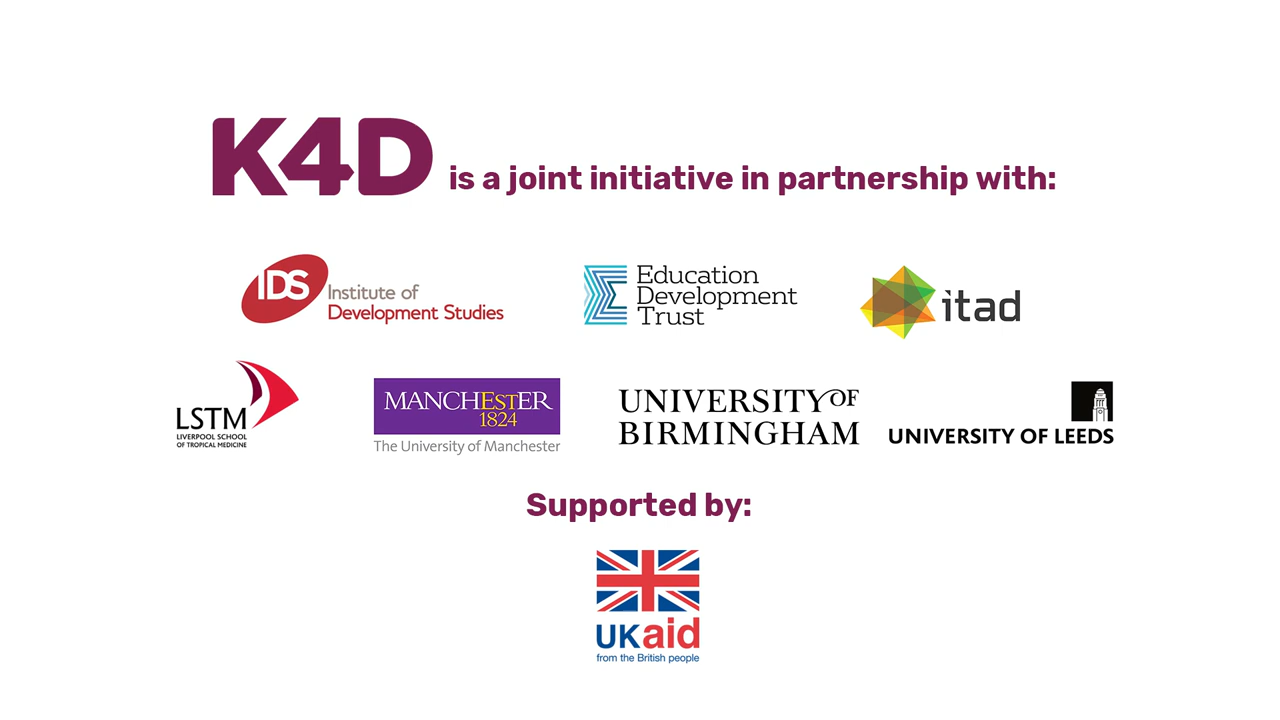 K4D is a joint initiative in partnership with:
IDS
Institute of
Development Studies
Education
Development
Trust
itad
LSTM
LIVERPOOL SCHOOL
OF TROPICAL MEDICINE
MANCHESTER
1824
The University of Manchester
UNIVERSITY OF
BIRMINGHAM
UNIVERSITY OF LEEDS
Supported by:
UKaid
from the British people